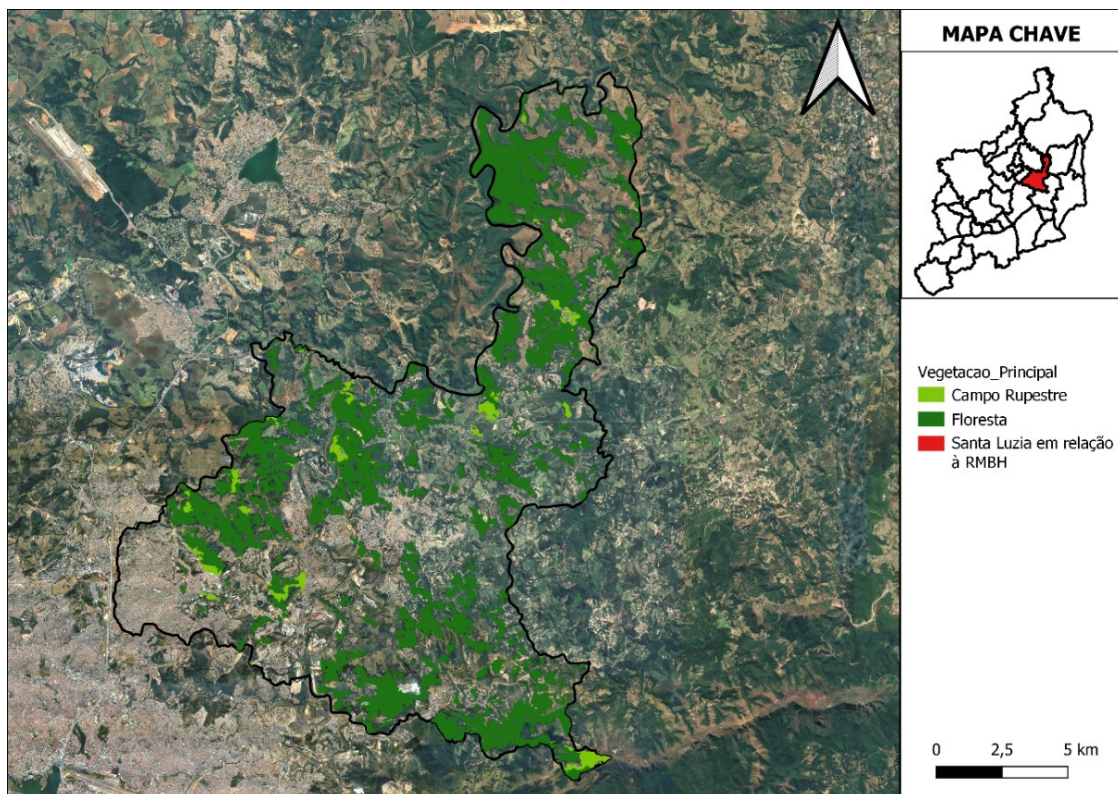 MAPA CHAVE
Vegetacao_Principal
Campo Rupestre
Floresta
Santa Luzia em relação
à RMBH
0 2,5 5 km